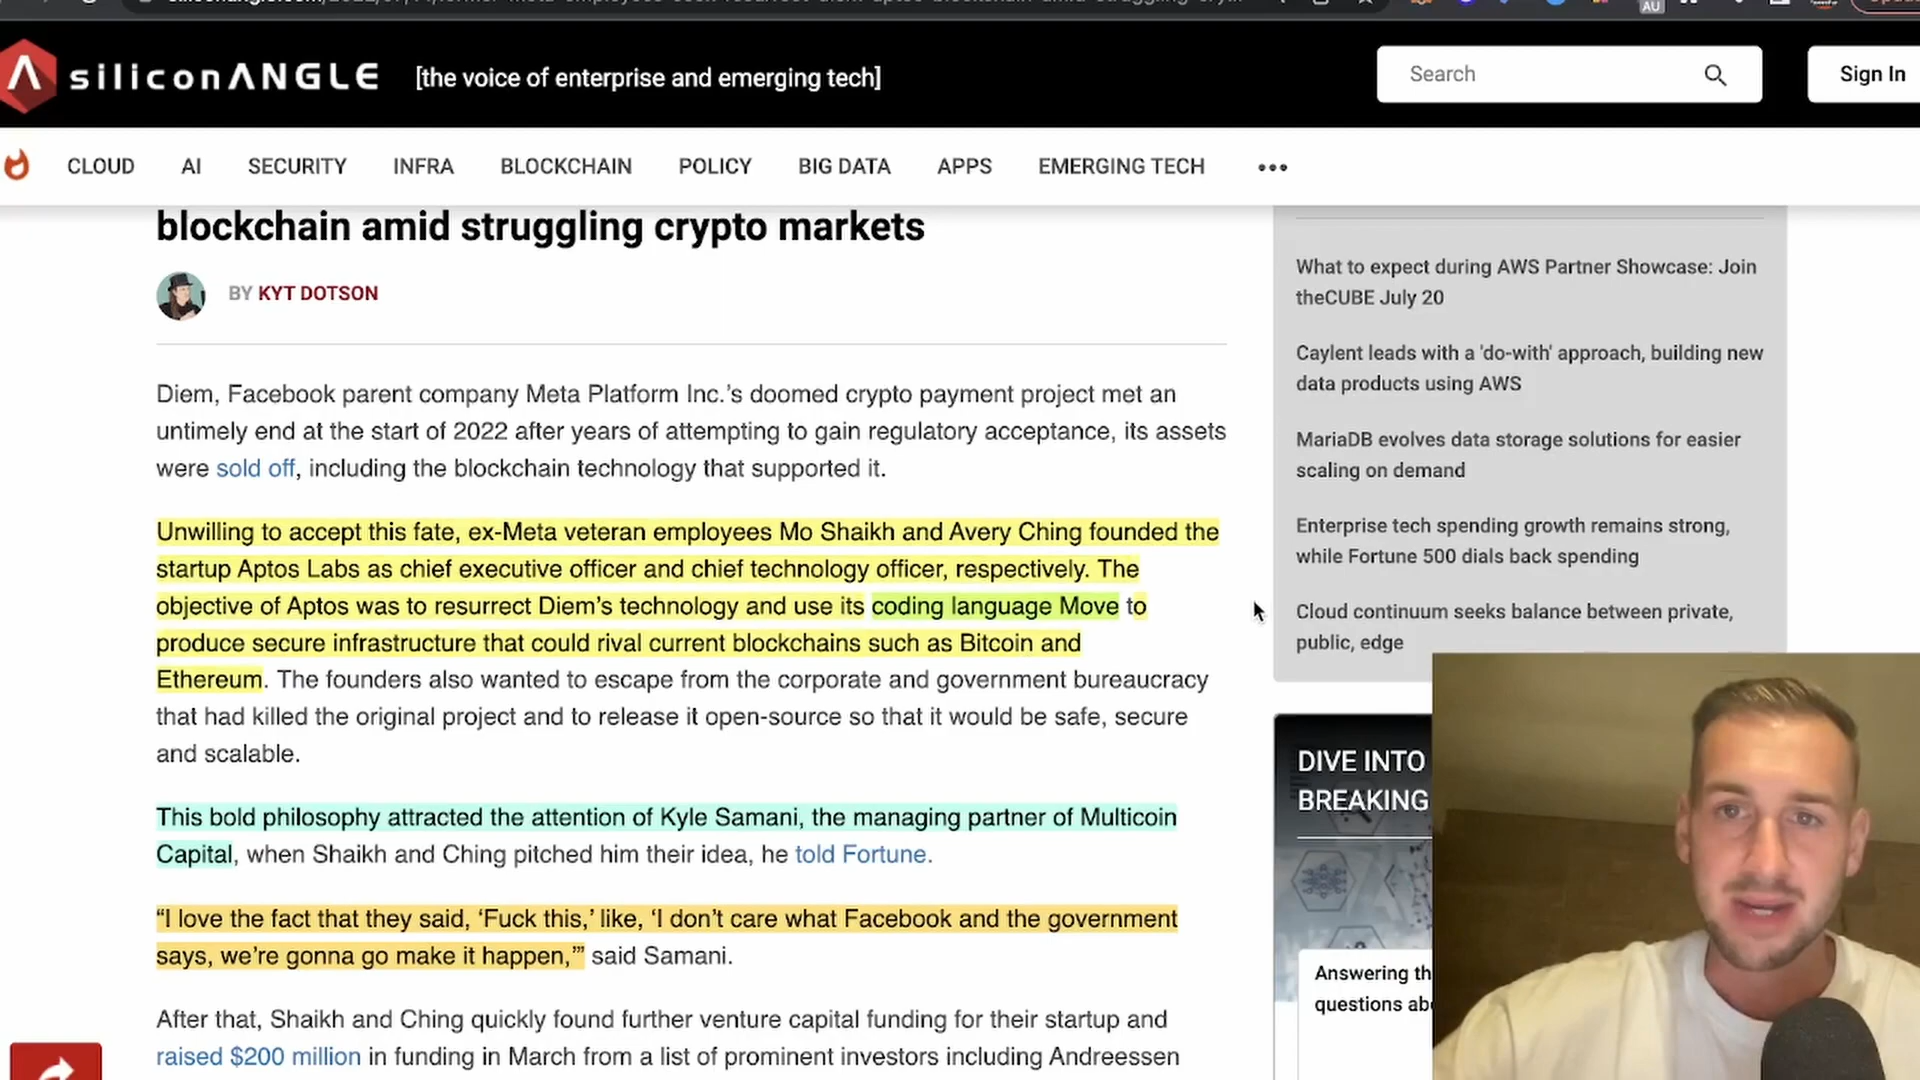 AU
siliconANGLE [the voice of enterprise and emerging tech]
Search
Sign In
CLOUD AI SECURITY INFRA BLOCKCHAIN POLICY BIG DATA APPS EMERGING TECH •••
blockchain amid struggling crypto markets
BY KYT DOTSON
Diem, Facebook parent company Meta Platform Inc.'s doomed crypto payment project met an
untimely end at the start of 2022 after years of attempting to gain regulatory acceptance, its assets
were sold off, including the blockchain technology that supported it.
Unwilling to accept this fate, ex-Meta veteran employees Mo Shaikh and Avery Ching founded the
startup Aptos Labs as chief executive officer and chief technology officer, respectively. The
objective of Aptos was to resurrect Diem's technology and use its coding language Move to
produce secure infrastructure that could rival current blockchains such as Bitcoin and
Ethereum. The founders also wanted to escape from the corporate and government bureaucracy
that had killed the original project and to release it open-source so that it would be safe, secure
and scalable.
This bold philosophy attracted the attention of Kyle Samani, the managing partner of Multicoin
Capital, when Shaikh and Ching pitched him their idea, he told Fortune.
“I love the fact that they said, ‘Fuck this,’ like, ‘I don’t care what Facebook and the government
says, we’re gonna go make it happen,’” said Samani.
After that, Shaikh and Ching quickly found further venture capital funding for their startup and
raised $200 million in funding in March from a list of prominent investors including Andreessen
What to expect during AWS Partner Showcase: Join
theCUBE July 20
Caylent leads with a 'do-with' approach, building new
data products using AWS
MariaDB evolves data storage solutions for easier
scaling on demand
Enterprise tech spending growth remains strong,
while Fortune 500 dials back spending
Cloud continuum seeks balance between private,
public, edge
DIVE INTO
BREAKING
Answering th
questions abo